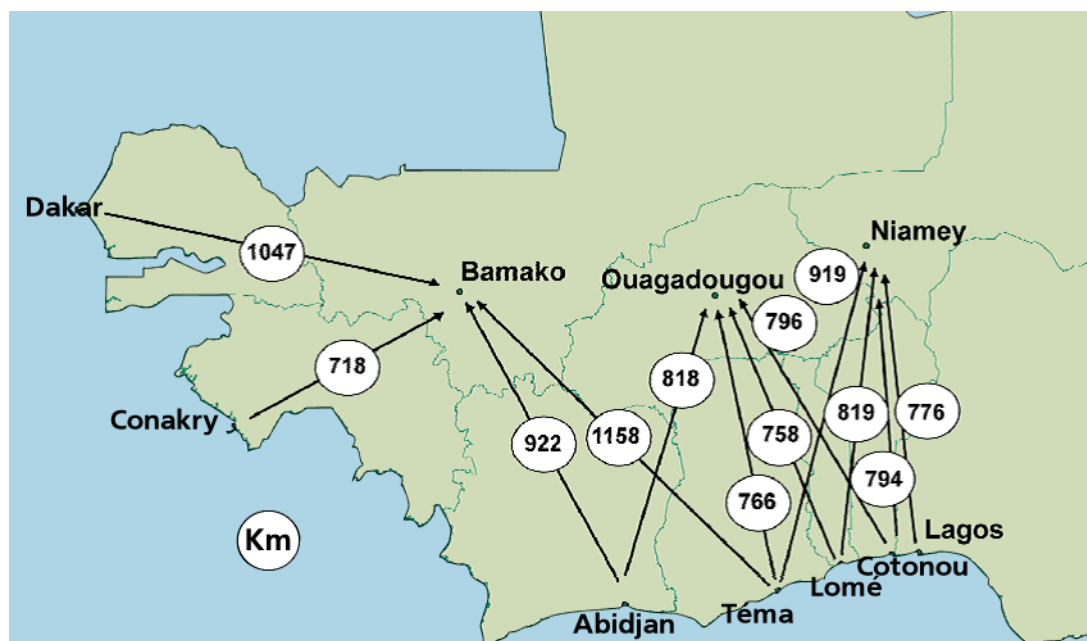 Dakar
1047
Bamako
718
Conakry
922
1158
Km
Abidjan
Ouagadougou
818
796
758
766
Niamey
919
819
776
794
Téma
Lomé
Cotonou
Lagos